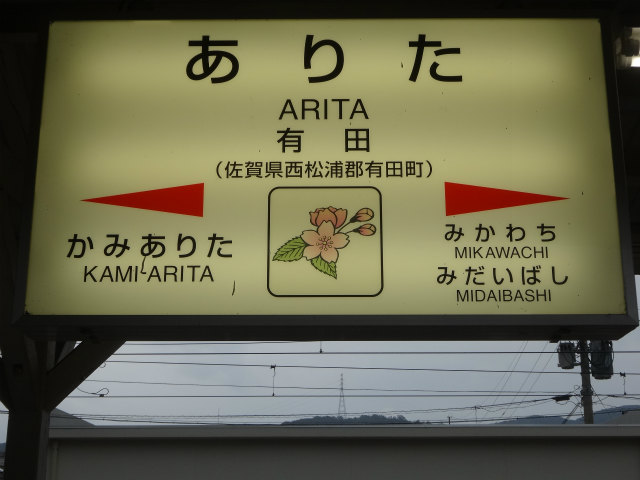 ありた
ARITA
有田
(佐賀県西松浦郡有田町)
かみありた
KAMI-ARITA
みかわち
MIKAWACHI
みだいばし
MIDAIBASHI